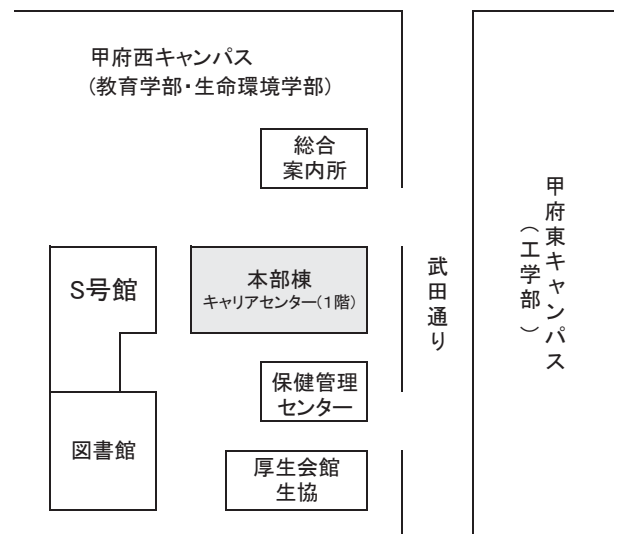 甲府西キャンパス
(教育学部・生命環境学部)
総合
案内所
S号館
本部棟
キャリアセンター(1階)
武田通り
甲府東キャンパス
(工学部)
保健管理
センター
図書館
厚生会館
生協